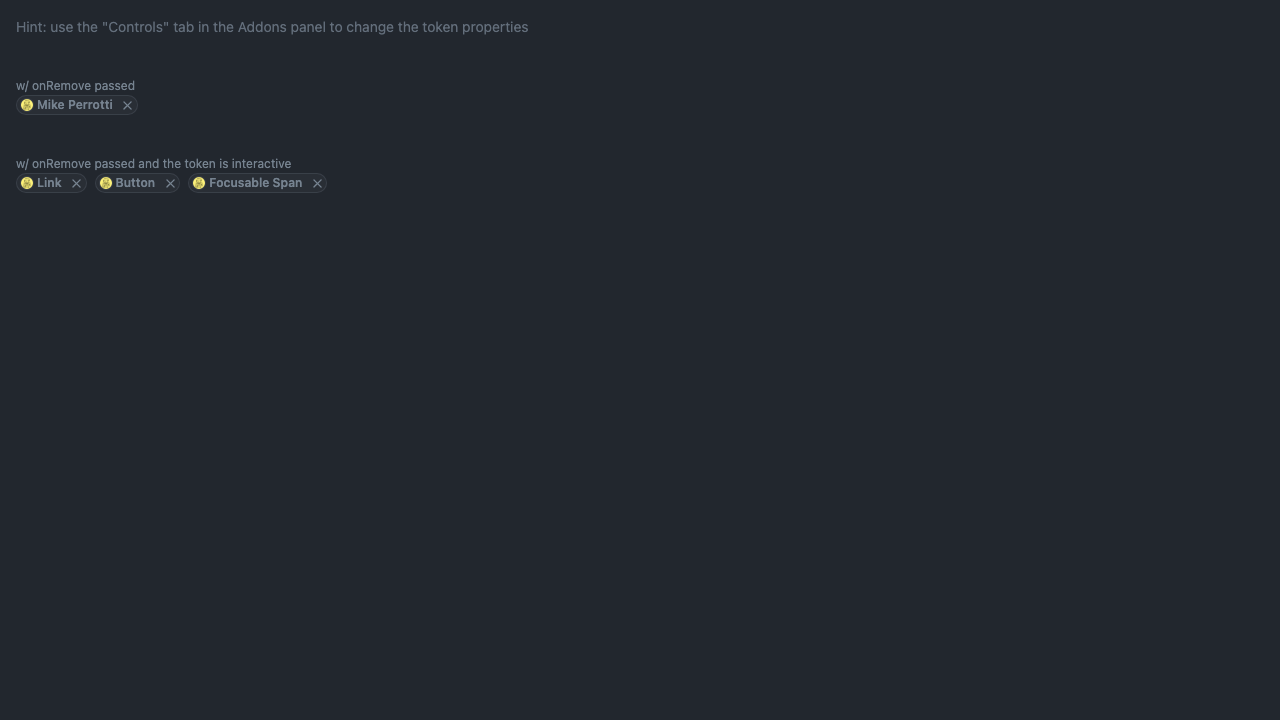 Hint: use the "Controls" tab in the Addons panel to change the token properties
w/ onRemove passed
Mike Perrotti
w/ onRemove passed and the token is interactive
Link Button Focusable Span